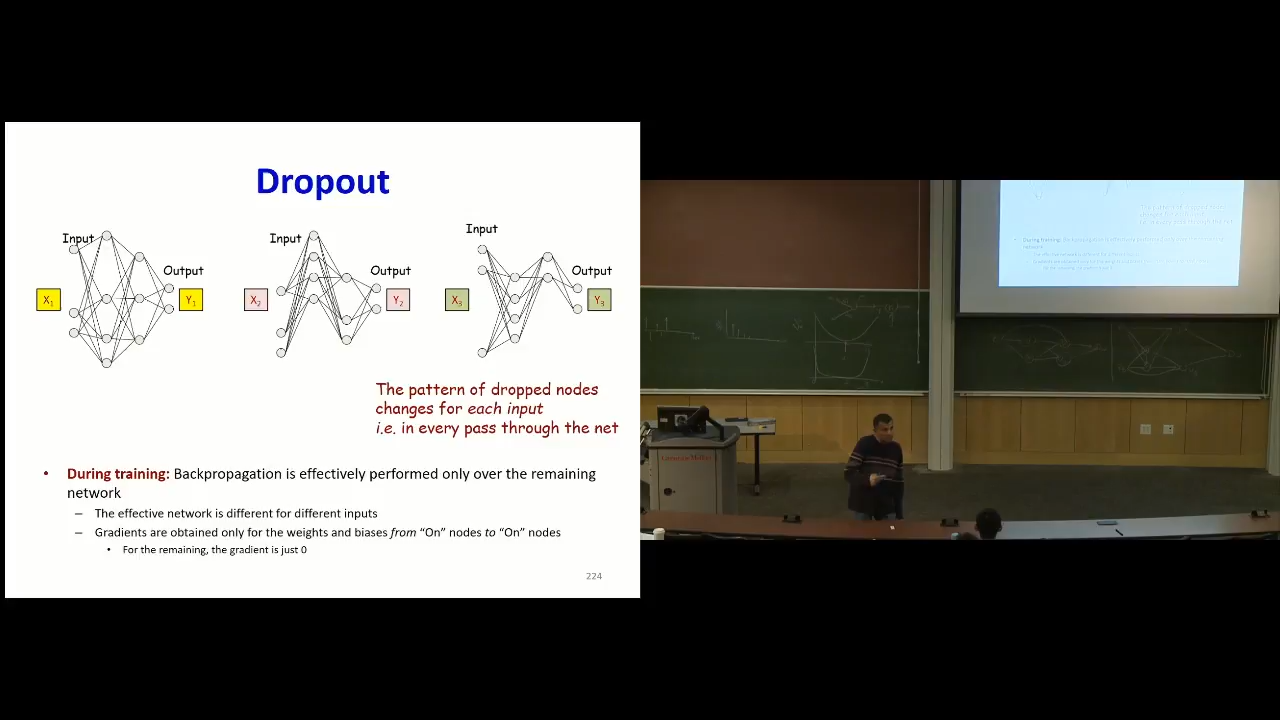 Dropout
Input
Output
X1
Y1
Input
Output
X2
Y2
Input
Output
X3
Y3
The pattern of dropped nodes
changes for each input
i.e. in every pass through the net
• During training: Backpropagation is effectively performed only over the remaining
network
– The effective network is different for different inputs
– Gradients are obtained only for the weights and biases from “On” nodes to “On” nodes
• For the remaining, the gradient is just 0
224
Carnegie Mellon